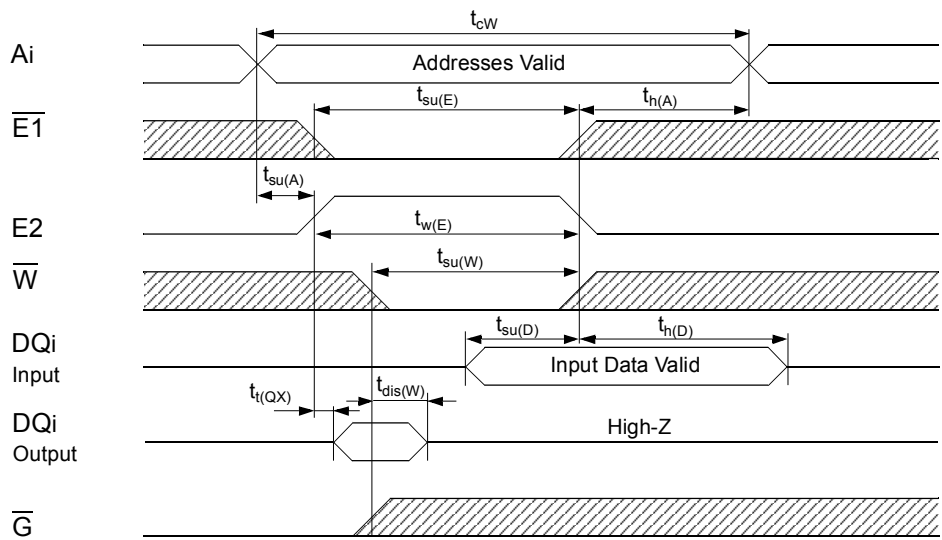 t_cW
Ai
Addresses Valid
t_su(E)
t_h(A)
E̅1̅
t_su(A)
E2
t_w(E)
t_su(W)
W̅
DQi
Input
t_su(D)
t_h(D)
Input Data Valid
t_t(QX)
t_dis(W)
DQi
Output
High-Z
G̅